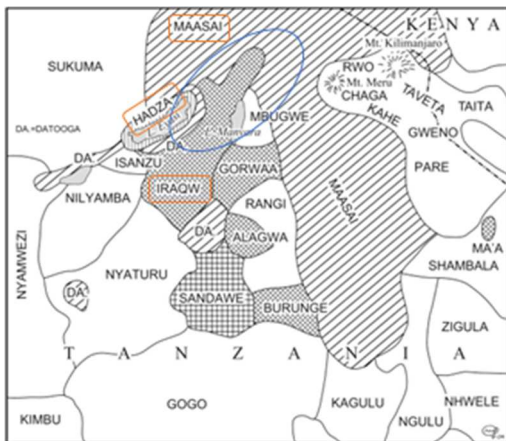 KENYA
MAASAI
Mt. Kilimanjaro
SUKUMA
RWO
Mt. Meru
CHAGA
TAVETA
TAITA
HADZA
KAHE
MBUGWE
GWENO
DA.=DATOOGA
L. Manyara
DA.
ISANZU
DA.
PARE
GORWAA
IRAQW
NILYAMBA
MAASAI
RANGI
NYAMWEZI
DA.
ALAGWA
MA'A
SHAMBALA
NYATURU
DA.
SANDAWE
BURUNGE
ZIGULA
TANZANIA
GOGO
KIMBU
KAGULU
NGULU
NHWELE